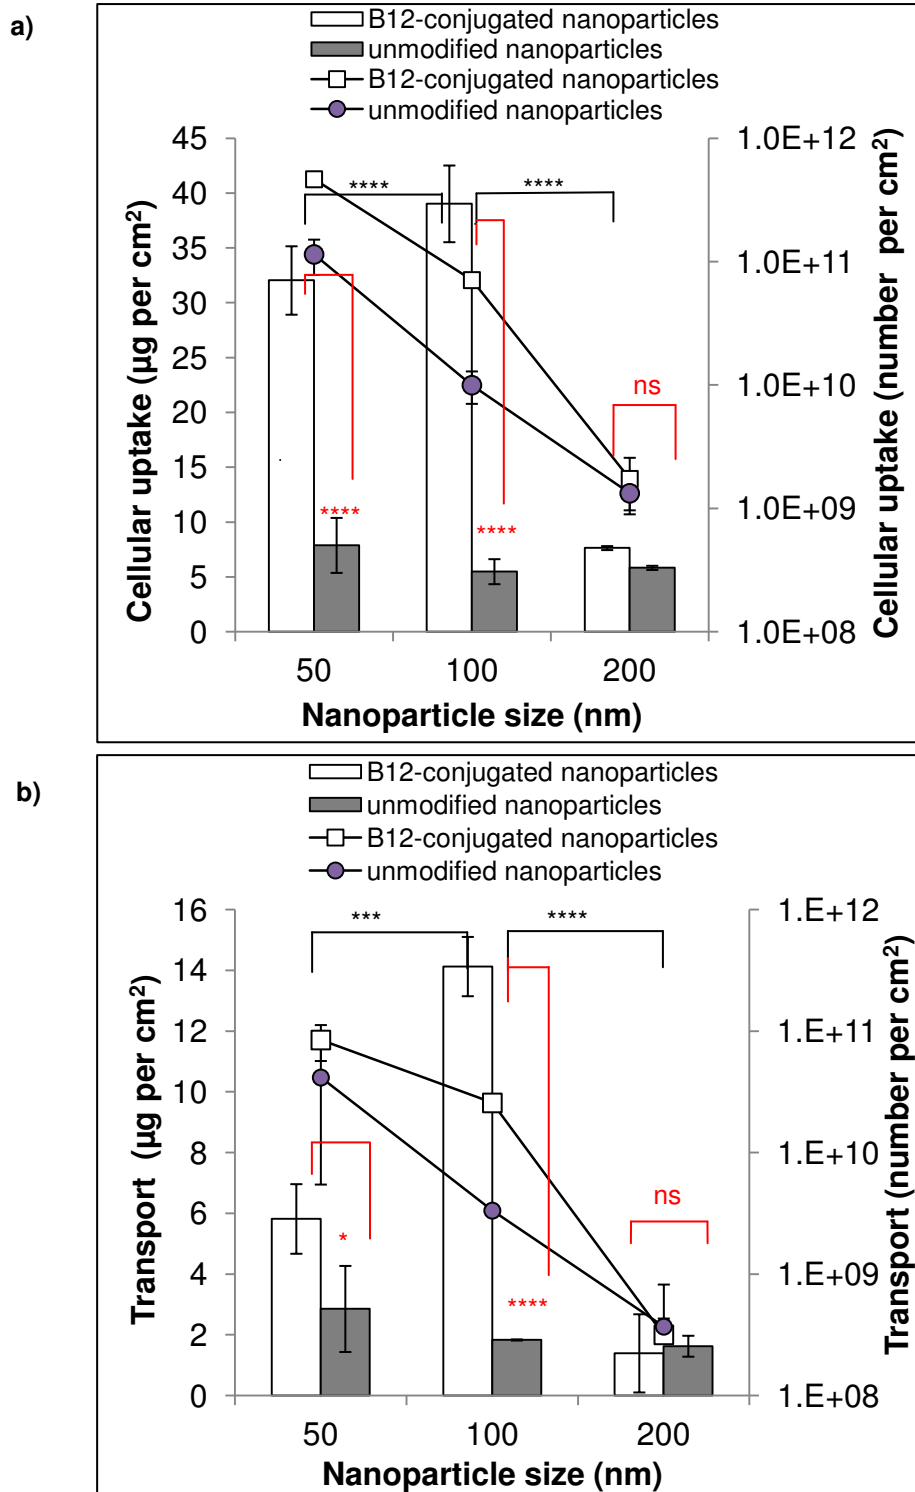 a)
B12-conjugated nanoparticles
unmodified nanoparticles
B12-conjugated nanoparticles
unmodified nanoparticles
Cellular uptake (µg per cm²)
45
40
35
30
25
20
15
10
5
0
1.0E+12
1.0E+11
1.0E+10
1.0E+09
1.0E+08
Cellular uptake (number per cm²)
****
****
ns
****
****
50 100 200
Nanoparticle size (nm)
b)
B12-conjugated nanoparticles
unmodified nanoparticles
B12-conjugated nanoparticles
unmodified nanoparticles
Transport (µg per cm²)
16
14
12
10
8
6
4
2
0
1.E+12
1.E+11
1.E+10
1.E+09
1.E+08
Transport (number per cm²)
***
****
ns
*
****
50 100 200
Nanoparticle size (nm)